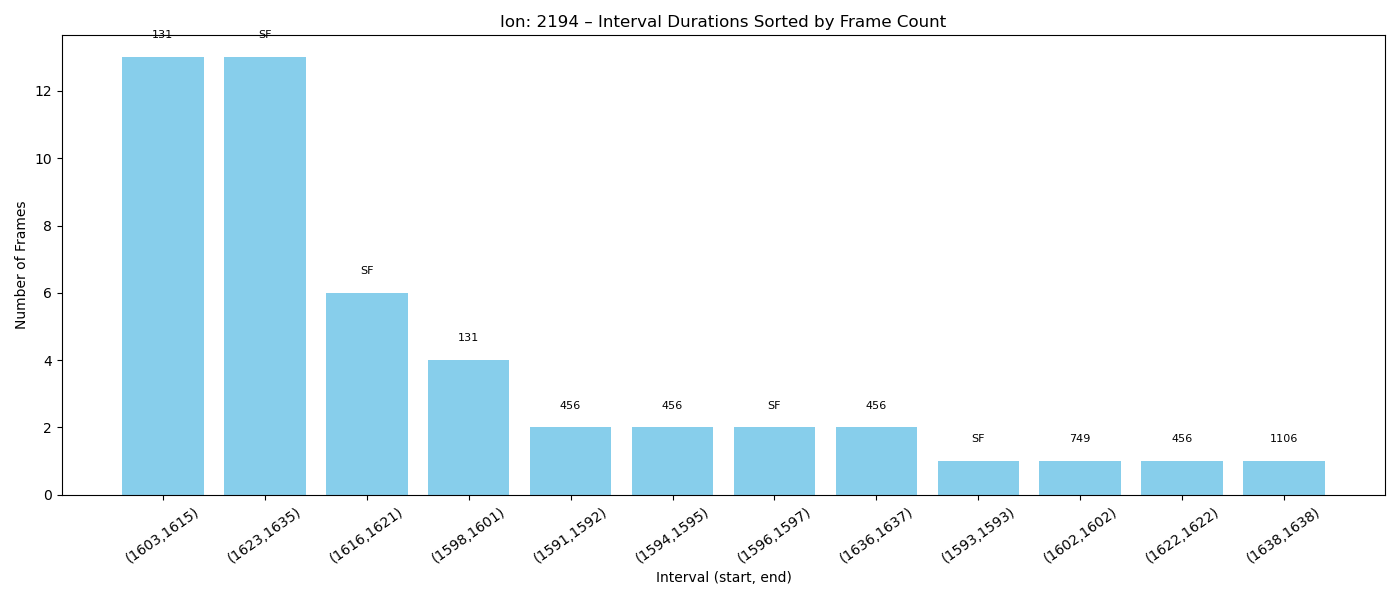 Ion: 2194 – Interval Durations Sorted by Frame Count
131 SF
12
10
8
Number of Frames
SF
6
131
4
456 456 SF 456
2
SF 749 456 1106
0
(1603,1615) (1623,1635) (1616,1621) (1598,1601) (1591,1592) (1594,1595) (1596,1597) (1636,1637) (1593,1593) (1602,1602) (1622,1622) (1638,1638)
Interval (start, end)